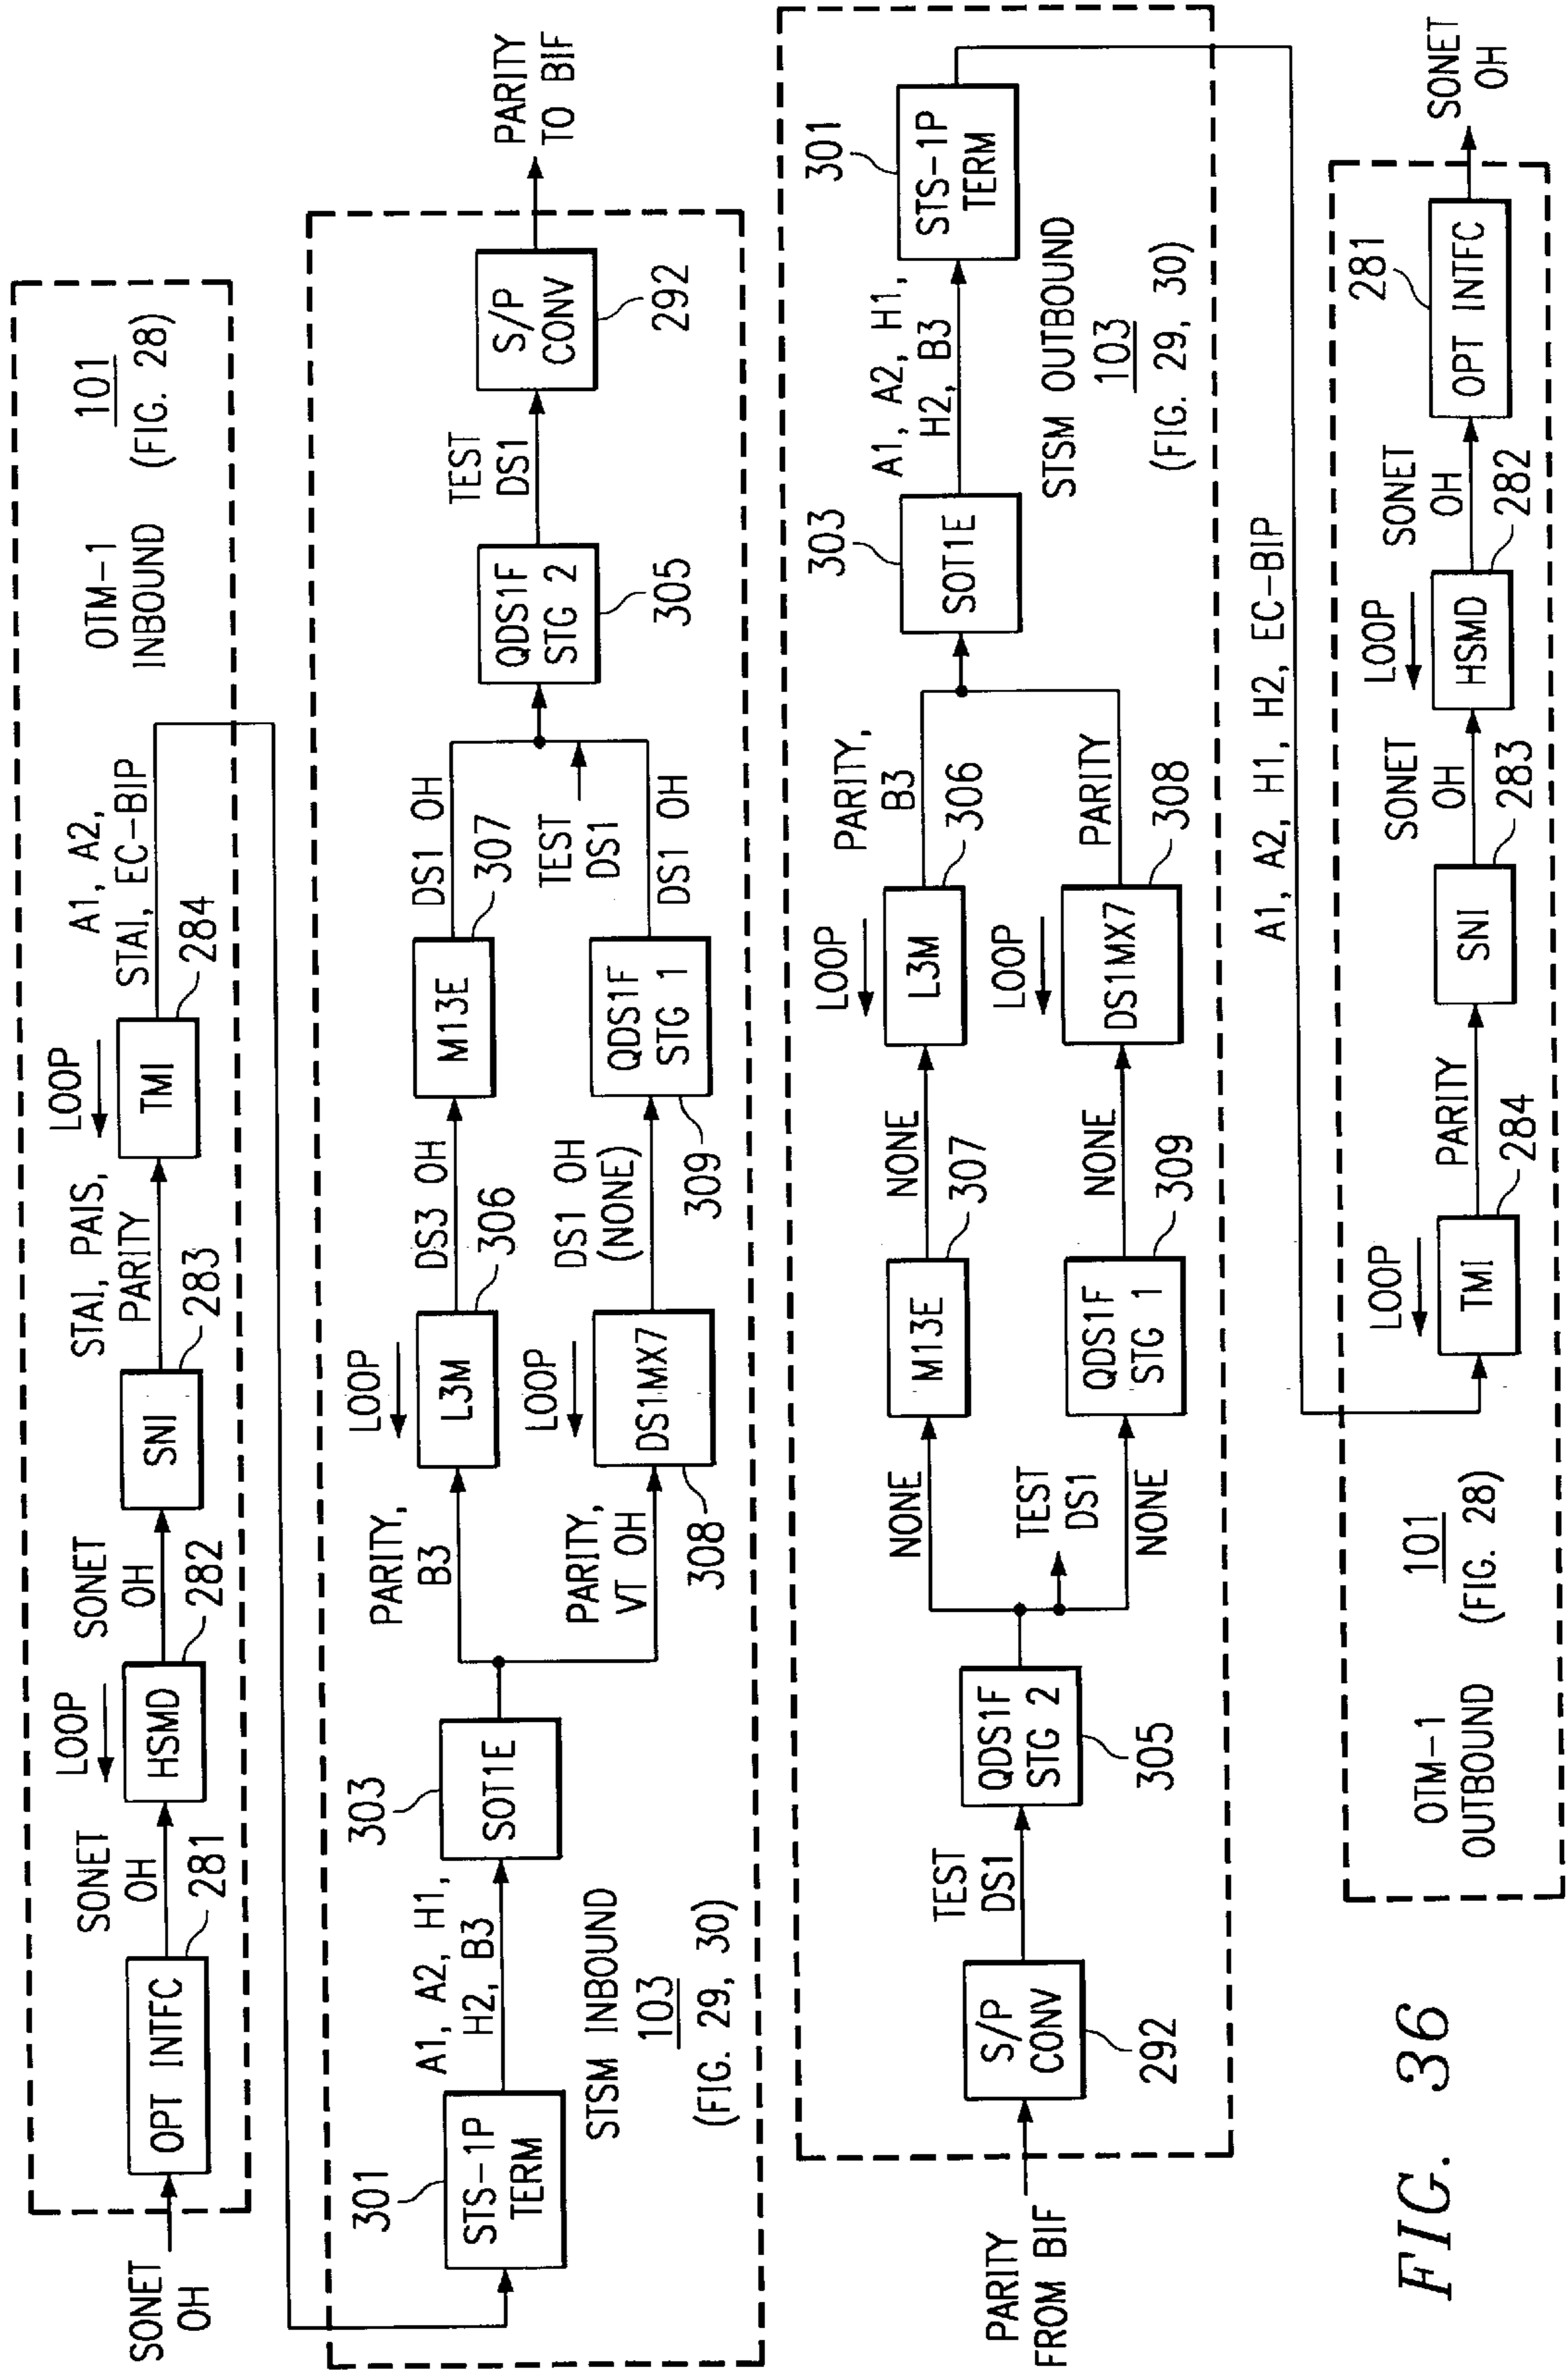 101
(FIG. 28)
OTM-1
INBOUND
SONET
OH
OPT INTFC
281
SONET
OH
LOOP
HSMD
282
SONET
OH
SNI
283
STAI, PAIS,
PARITY
LOOP
TMI
284
A1, A2,
STAI, EC-BIP
301
STS-1P
TERM
A1, A2, H1,
H2, B3
303
SOT1E
STSM INBOUND
103
(FIG. 29, 30)
PARITY,
B3
LOOP
L3M
306
DS3 OH
M13E
307
DS1 OH
PARITY,
VT OH
LOOP
DS1MX7
308
DS1 OH
(NONE)
QDS1F
STG 1
309
DS1 OH
TEST
DS1
QDS1F
STG 2
305
TEST
DS1
S/P
CONV
292
PARITY
TO BIF
PARITY
FROM BIF
S/P
CONV
292
TEST
DS1
QDS1F
STG 2
305
TEST
DS1
NONE
M13E
307
NONE
LOOP
L3M
306
PARITY,
B3
NONE
QDS1F
STG 1
309
NONE
LOOP
DS1MX7
308
PARITY
303
SOT1E
A1, A2, H1,
H2, B3
301
STS-1P
TERM
STSM OUTBOUND
103
(FIG. 29, 30)
A1, A2, H1, H2, EC-BIP
OTM-1
OUTBOUND
101
(FIG. 28)
LOOP
TMI
284
PARITY
SNI
283
SONET
OH
LOOP
HSMD
282
SONET
OH
281
OPT INTFC
SONET
OH
FIG. 36